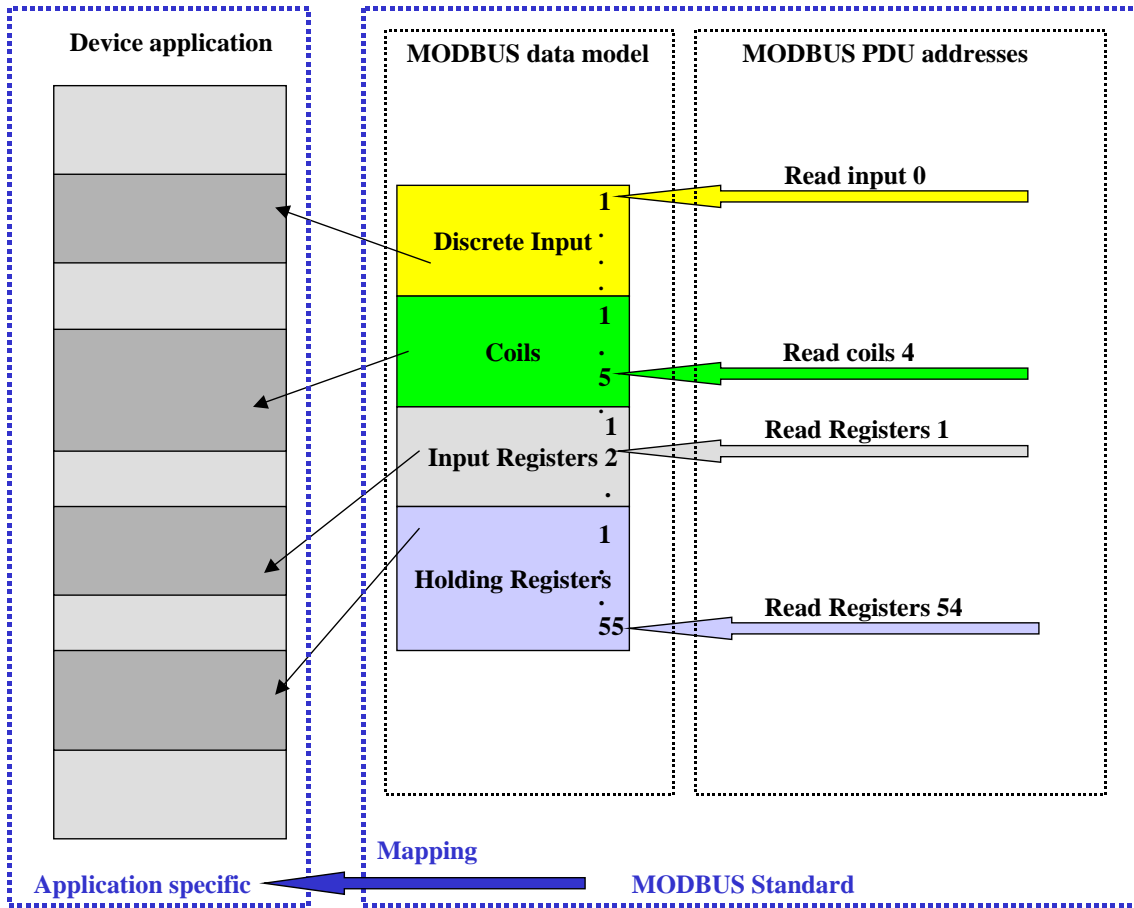 Device application
MODBUS data model
MODBUS PDU addresses
Read input 0
1
Discrete Input
.
.
.
1
Read coils 4
Coils
.
5
.
Read Registers 1
1
Input Registers 2
.
1
Holding Registers
.
.
Read Registers 54
55
Mapping
Application specific
MODBUS Standard